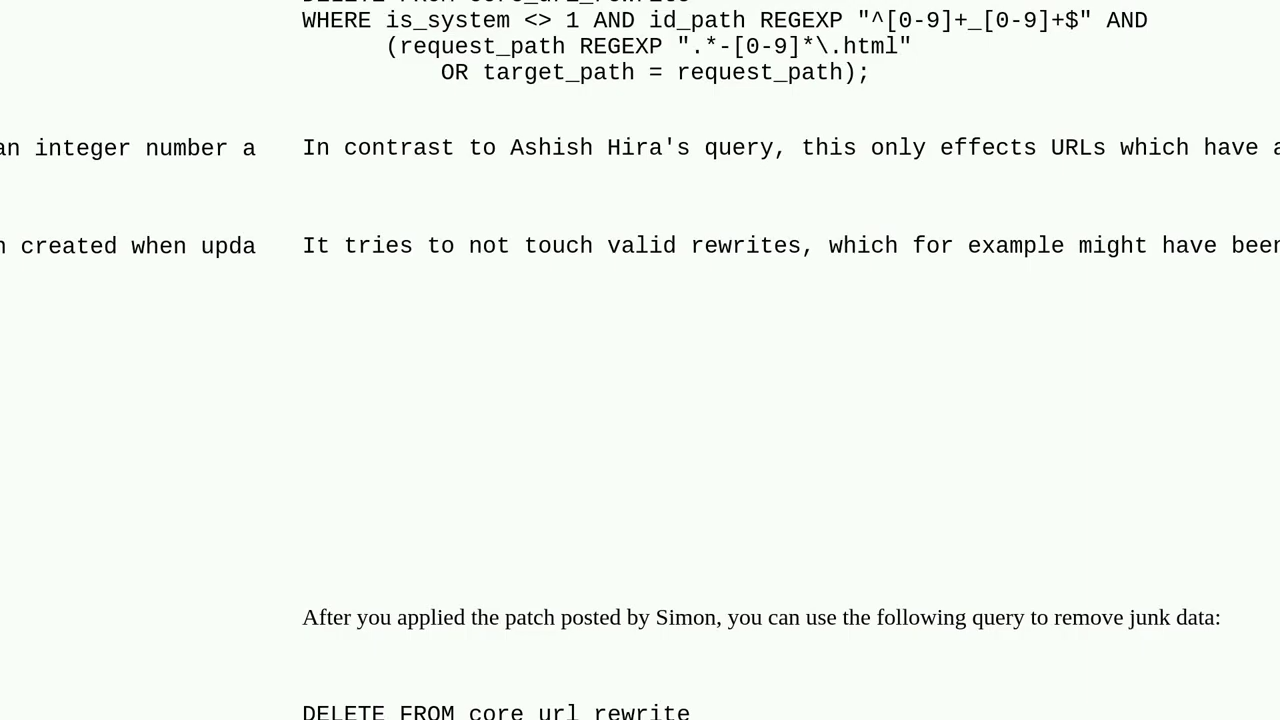 DELETE FROM core_url_rewrite
WHERE is_system <> 1 AND id_path REGEXP "^[0-9]+_[0-9]+$" AND
(request_path REGEXP ".*-[0-9]*\.html"
OR target_path = request_path);
an integer number a
In contrast to Ashish Hira's query, this only effects URLs which have a
n created when upda
It tries to not touch valid rewrites, which for example might have been
After you applied the patch posted by Simon, you can use the following query to remove junk data:
DELETE FROM core_url_rewrite